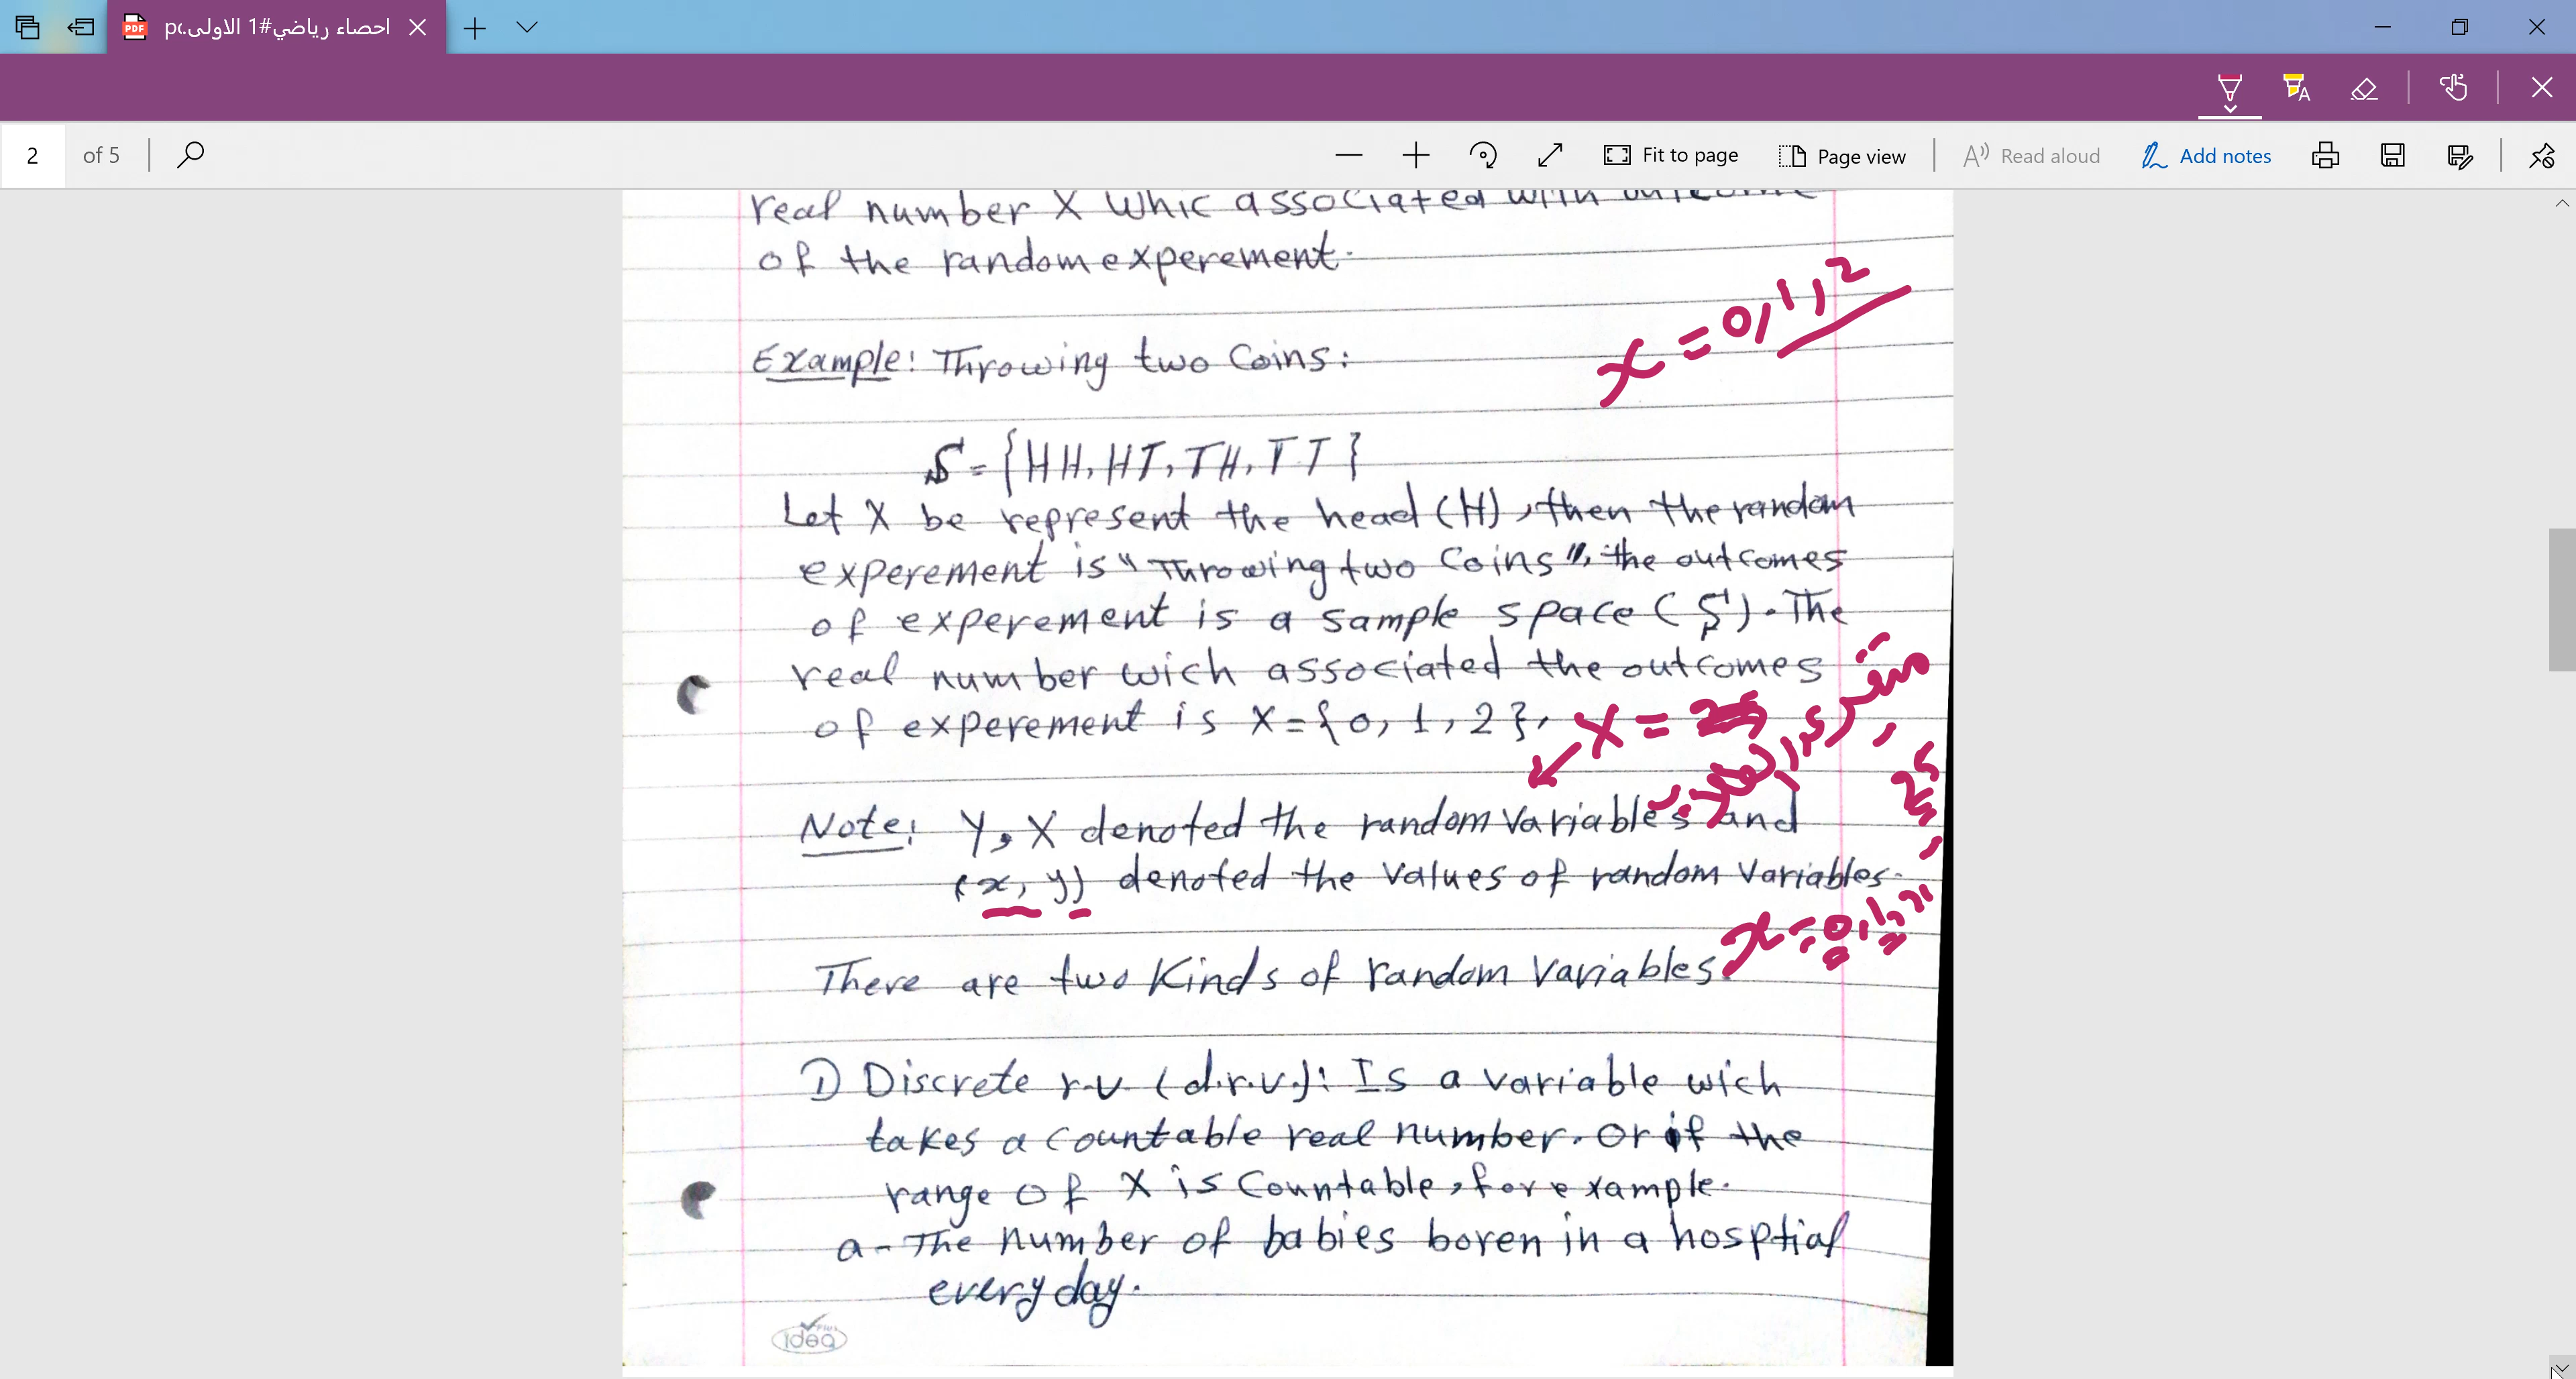 احصاء رياضي#1 الاولى.pc
2 of 5
Fit to page
Page view
Read aloud
Add notes
real number X whic associated with outcome
of the random experement.
x = 0, 1, 2
Example: Throwing two Coins:
S = {HH, HT, TH, TT}
Let X be represent the head (H), then the random
experement is "Throwing two Coins", the outcomes
of experement is a sample space (S). The
real number wich associated the outcomes
of experement is X = {0, 1, 2}.
X =
Note: Y, X denoted the random variables and
(x, y) denoted the values of random variables.
x = 0, 1, 2
There are two Kinds of random variables.
1) Discrete r.v (d.r.v.): Is a variable wich
takes a countable real number. Or if the
range of X is Countable, for example.
a - The number of babies boren in a hosptial
every day.
idea